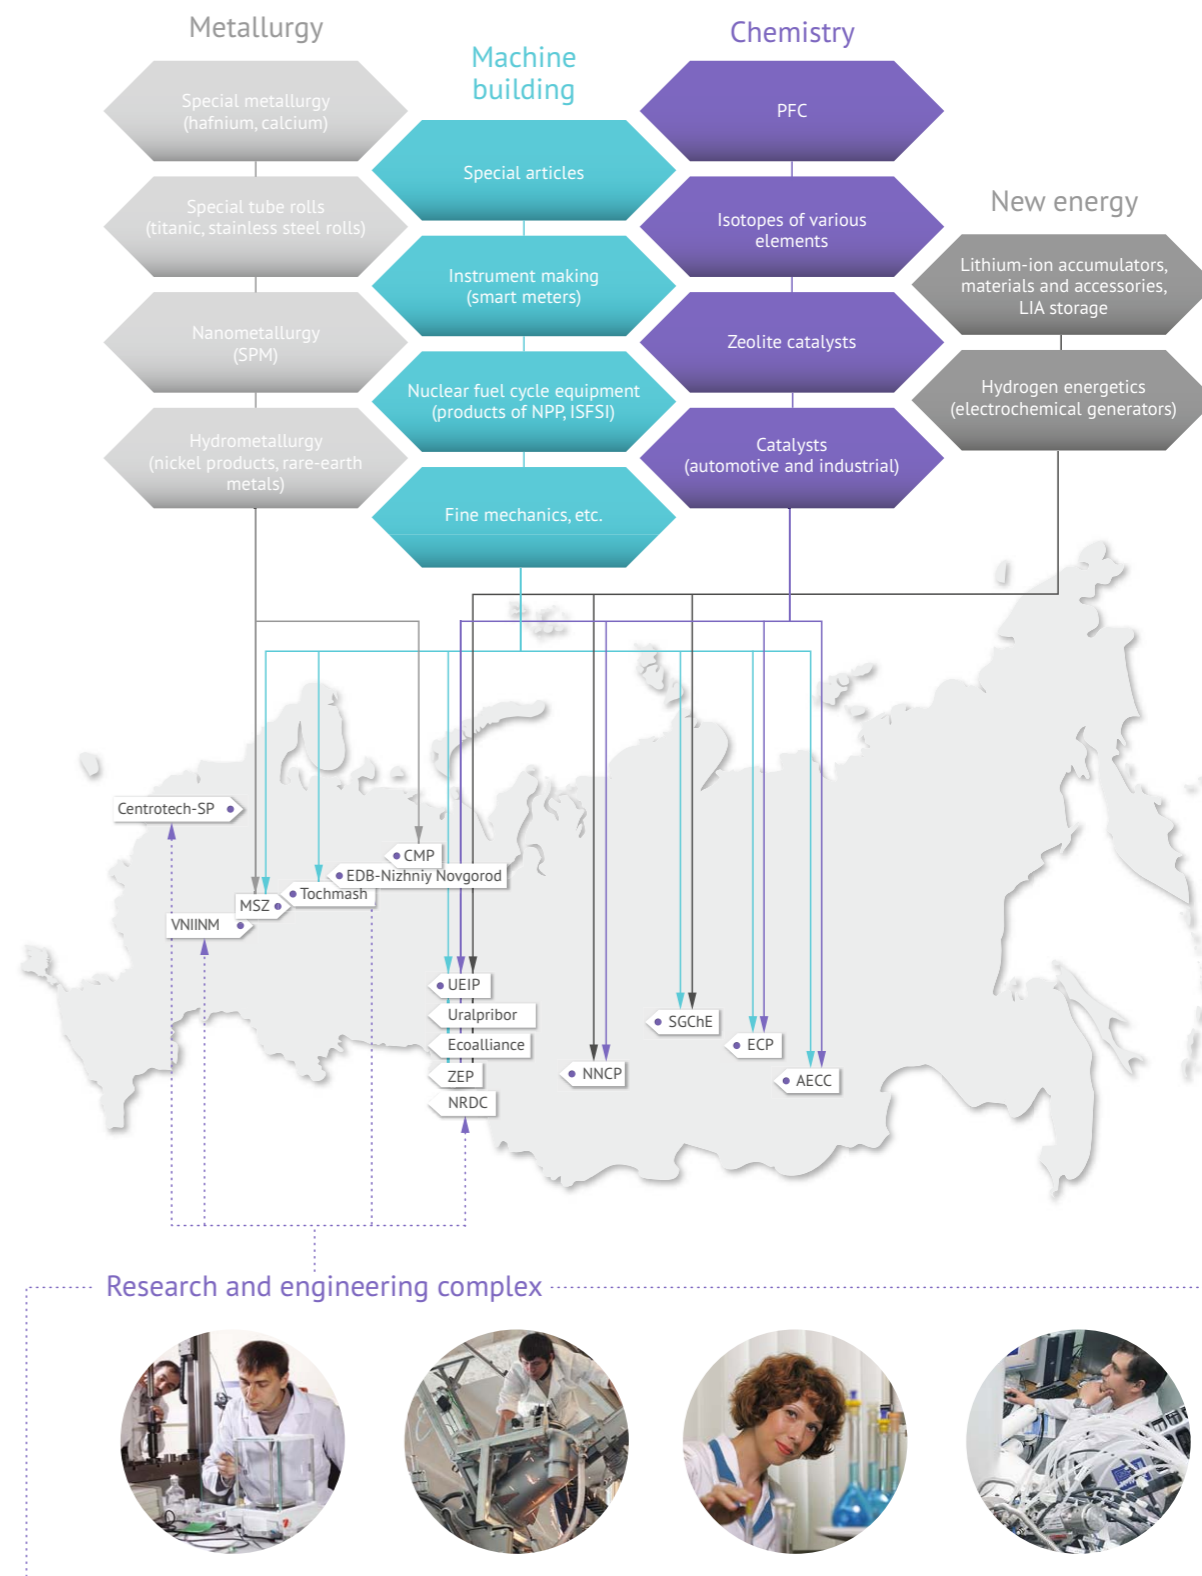 Metallurgy
Special metallurgy
(hafnium, calcium)
Special tube rolls
(titanic, stainless steel rolls)
Nanometallurgy
(SPM)
Hydrometallurgy
(nickel products, rare-earth
metals)
Machine
building
Special articles
Instrument making
(smart meters)
Nuclear fuel cycle equipment
(products of NPP, ISFSI)
Fine mechanics, etc.
Chemistry
PFC
Isotopes of various
elements
Zeolite catalysts
Catalysts
(automotive and industrial)
New energy
Lithium-ion accumulators,
materials and accessories,
LIA storage
Hydrogen energetics
(electrochemical generators)
Centrotech-SP
CMP
EDB-Nizhniy Novgorod
Tochmash
MSZ
VNIINM
UEIP
Uralpribor
Ecoalliance
ZEP
NRDC
NNCP
SGChE
ECP
AECC
Research and engineering complex